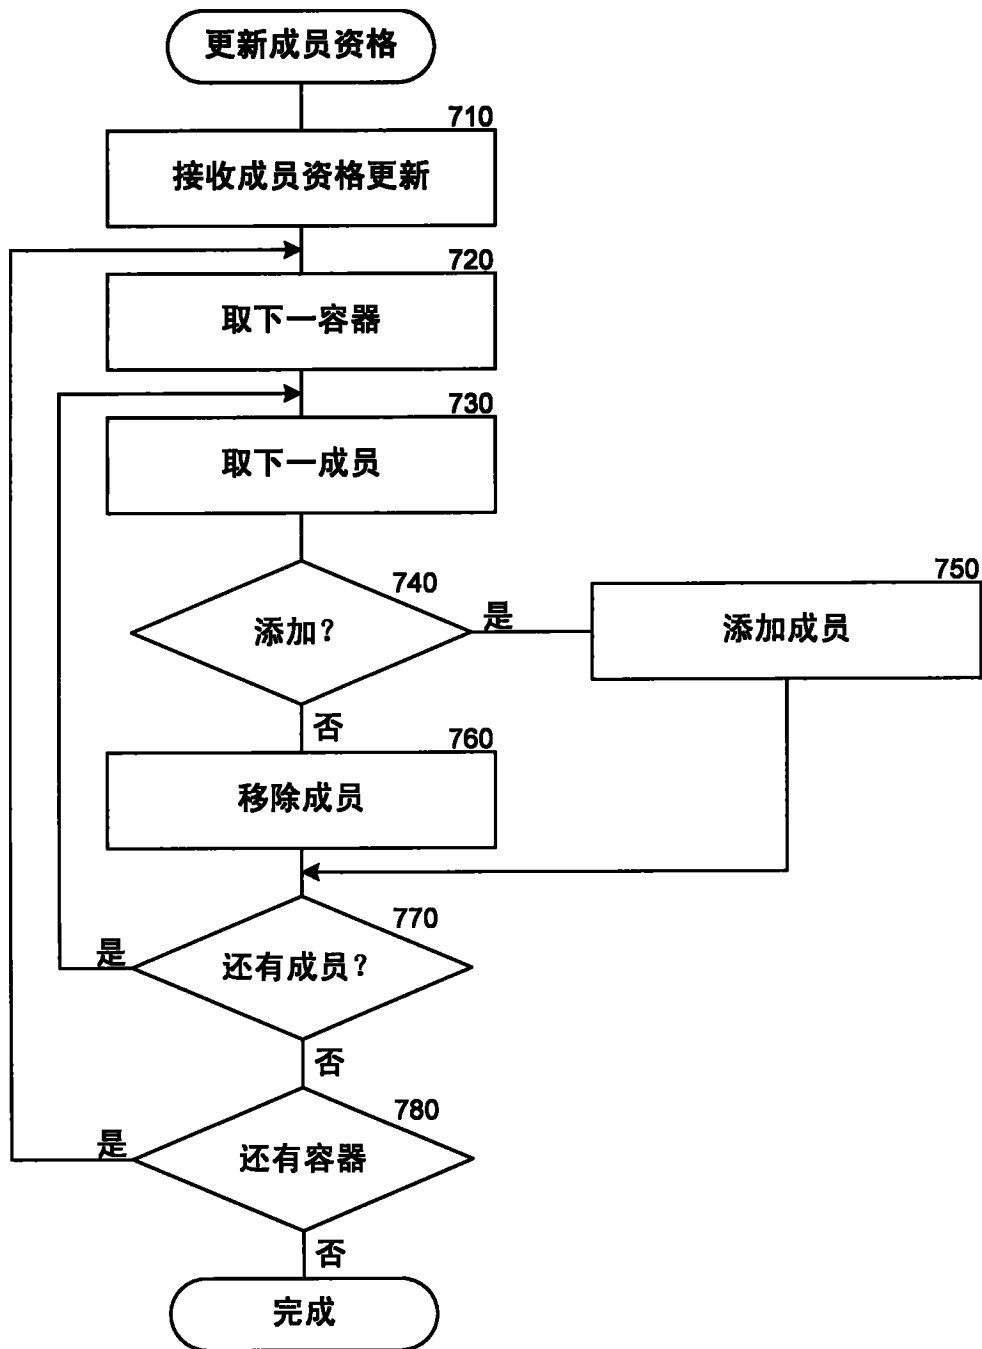 更新成员资格
710
接收成员资格更新
720
取下一容器
730
取下一成员
740
添加？
是
750
添加成员
否
760
移除成员
770
还有成员？
是
否
780
还有容器
是
否
完成